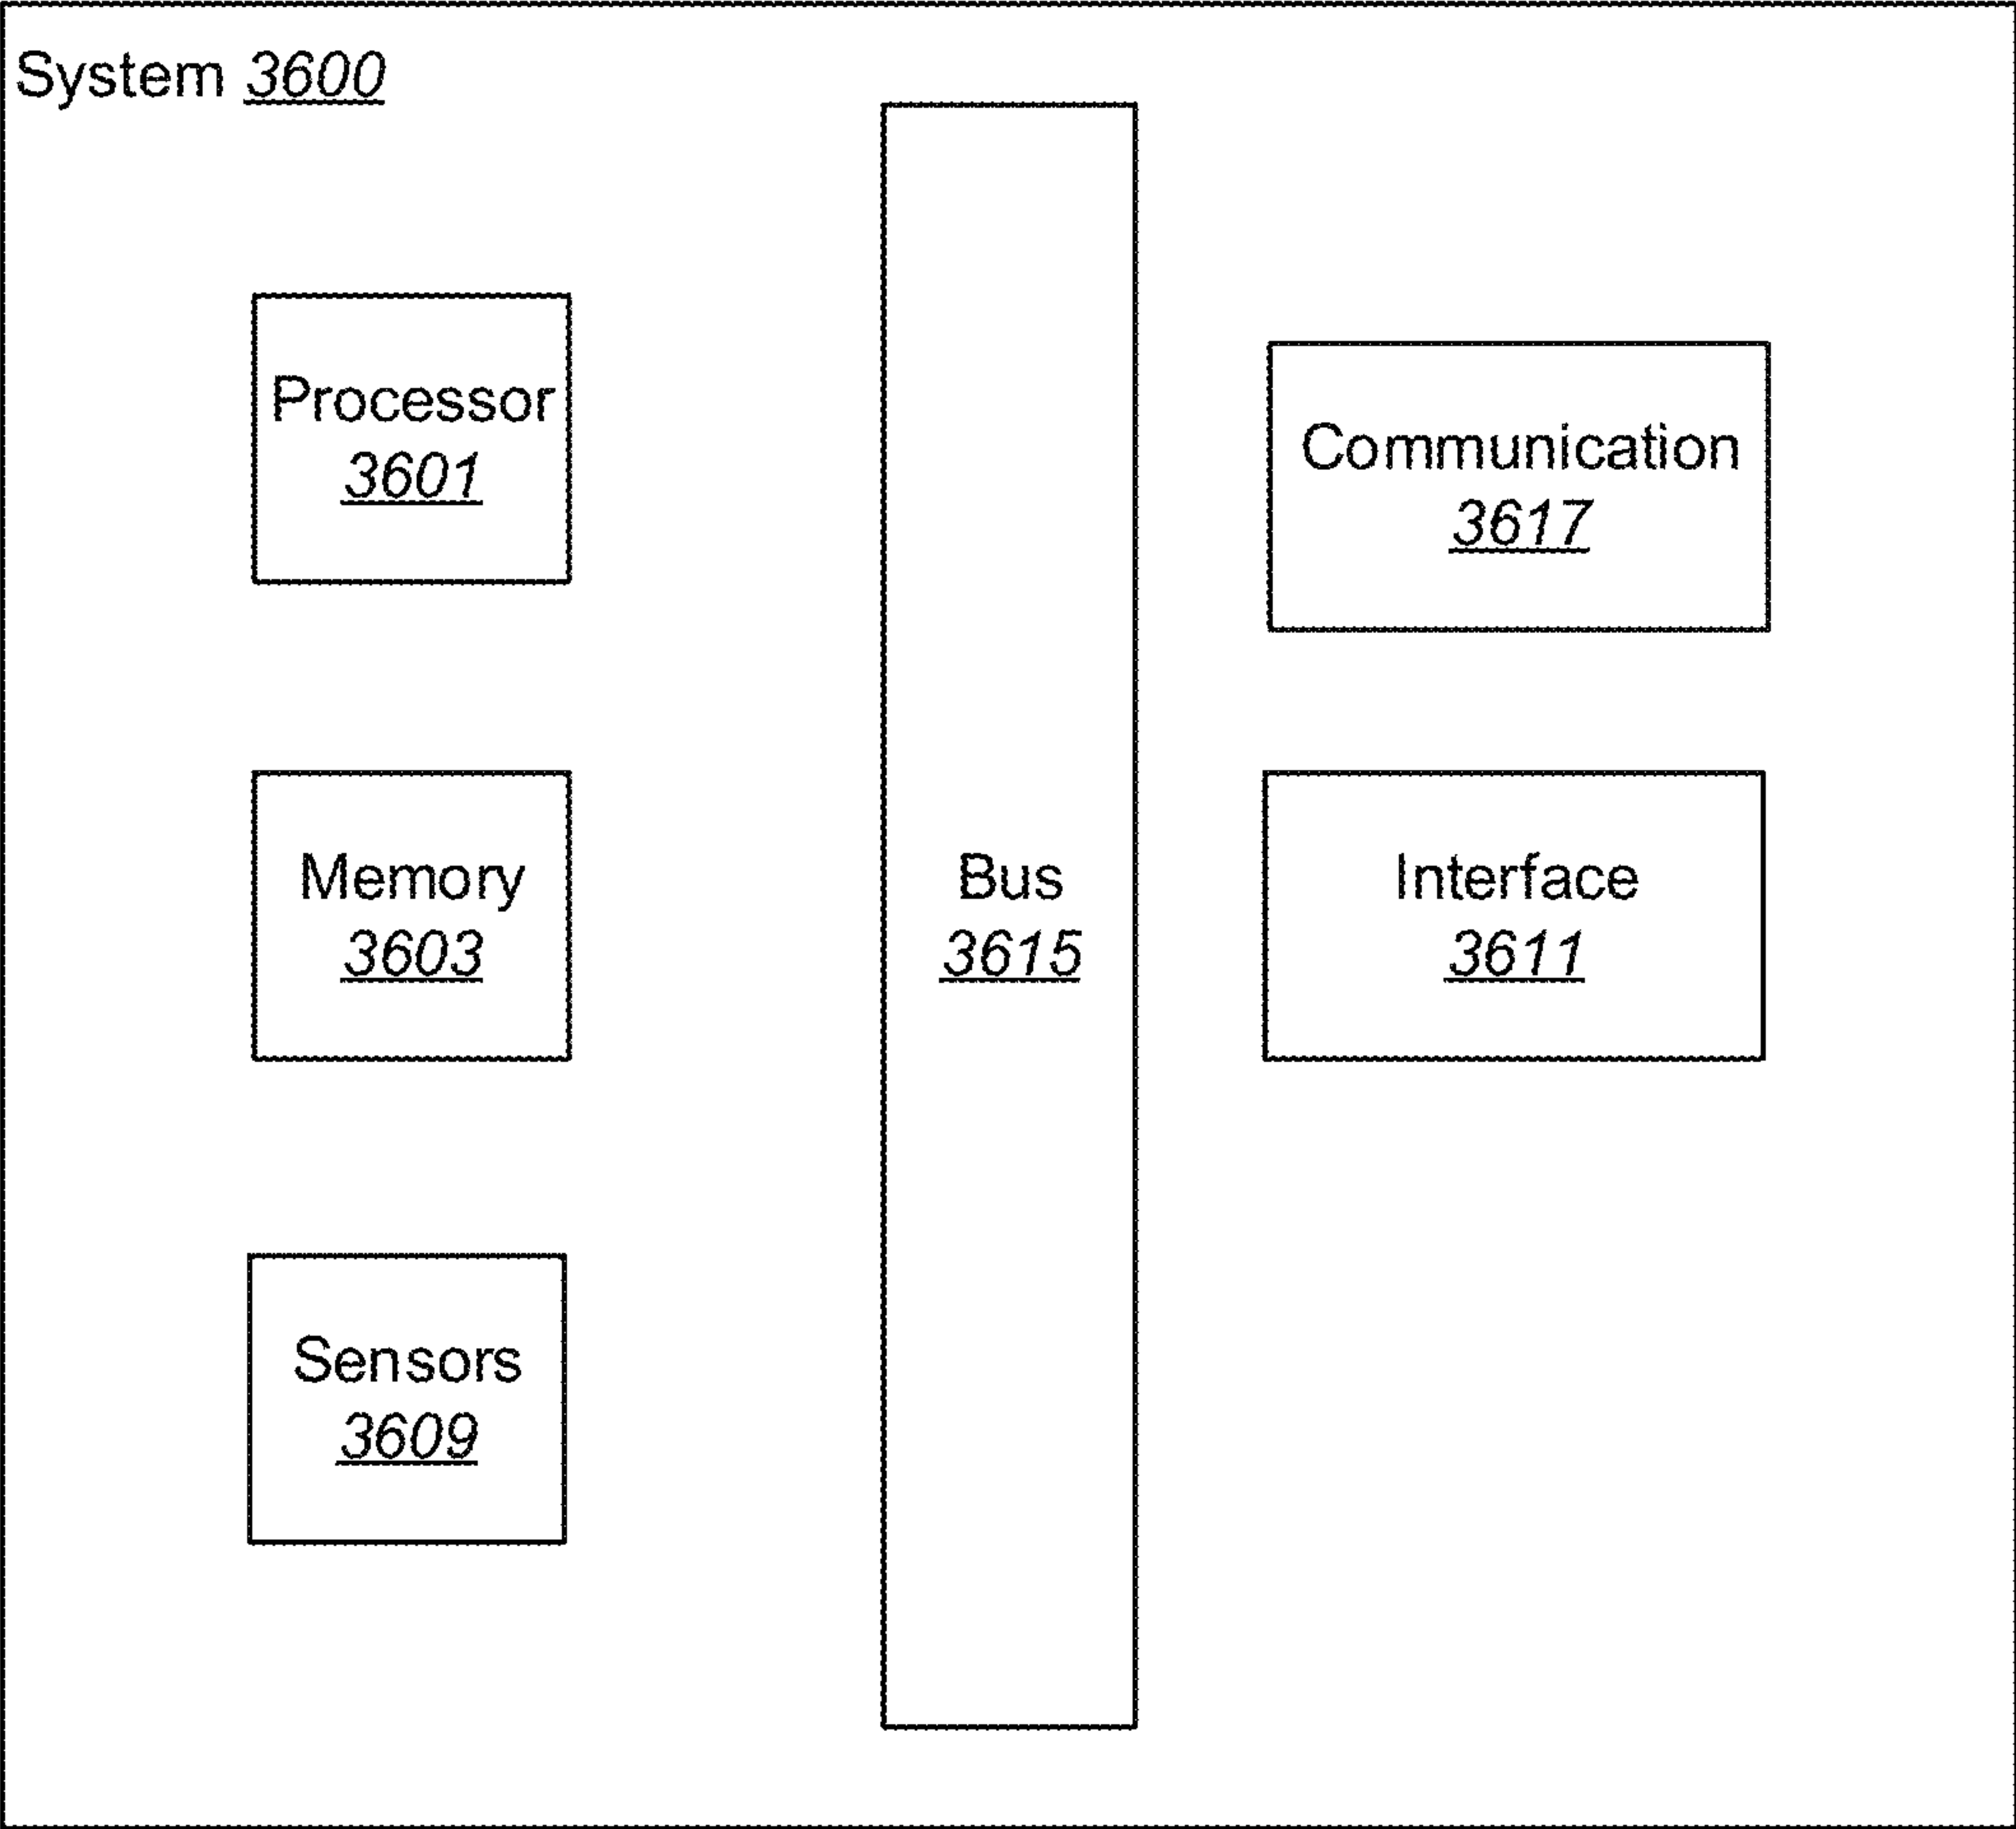 System 3600
Processor
3601
Communication
3617
Memory
3603
Bus
3615
Interface
3611
Sensors
3609